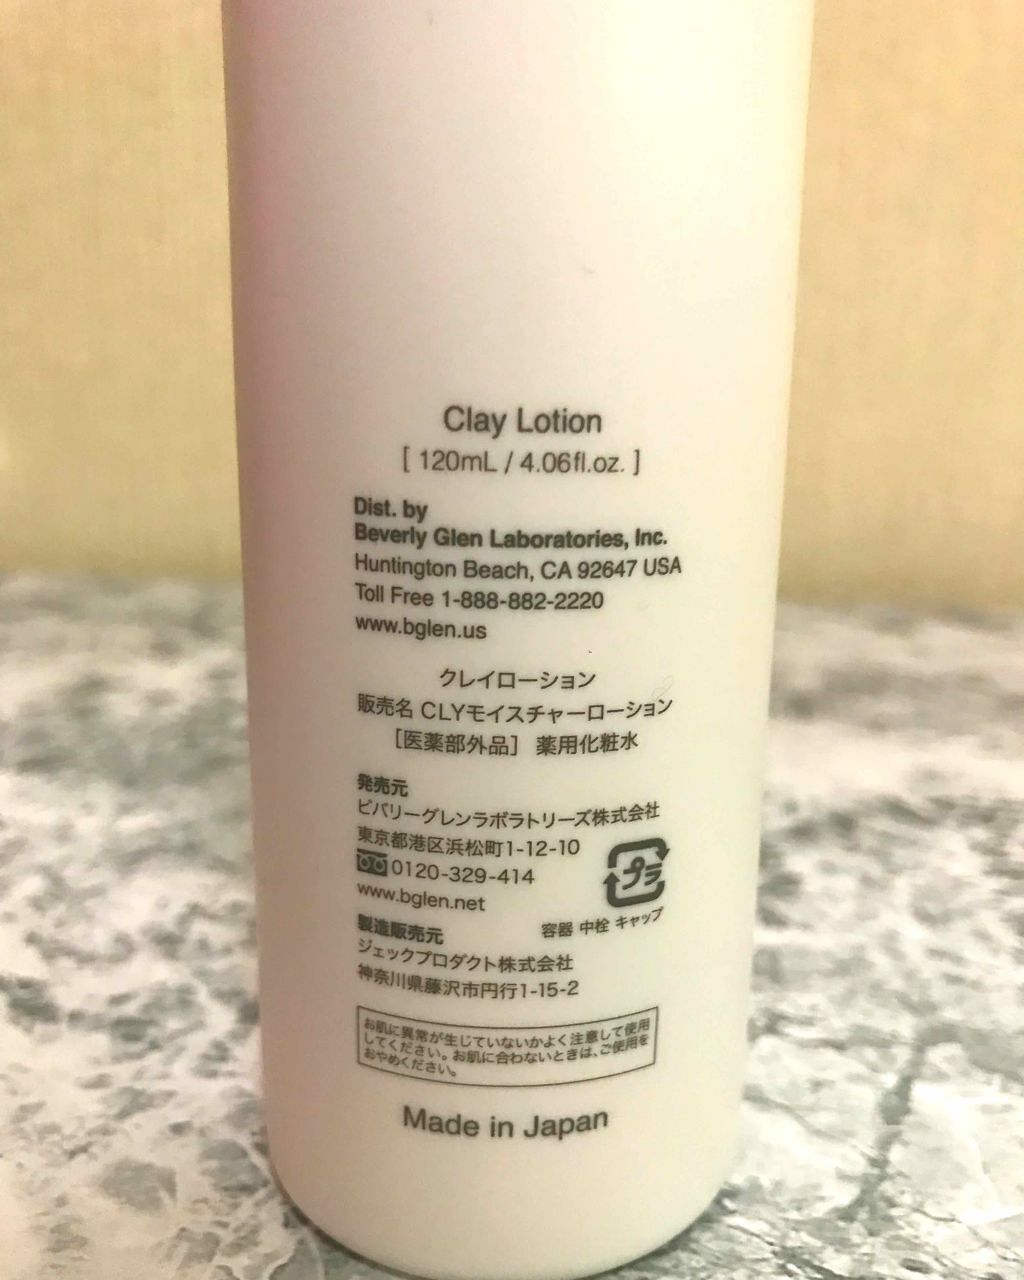 Clay Lotion
[ 120mL / 4.06fl.oz. ]
Dist. by
Beverly Glen Laboratories, Inc.
Huntington Beach, CA 92647 USA
Toll Free 1-888-882-2220
www.bglen.us
クレイローション
販売名 CLYモイスチャーローション
［医薬部外品］ 薬用化粧水
発売元
ビバリーグレンラボラトリーズ株式会社
東京都港区浜松町1-12-10
0120-329-414
www.bglen.net
プラ
容器 中栓 キャップ
製造販売元
ジェックプロダクト株式会社
神奈川県藤沢市円行1-15-2
お肌に異常が生じていないかよく注意して使用
してください。お肌に合わないときは、ご使用を
おやめください。
Made in Japan